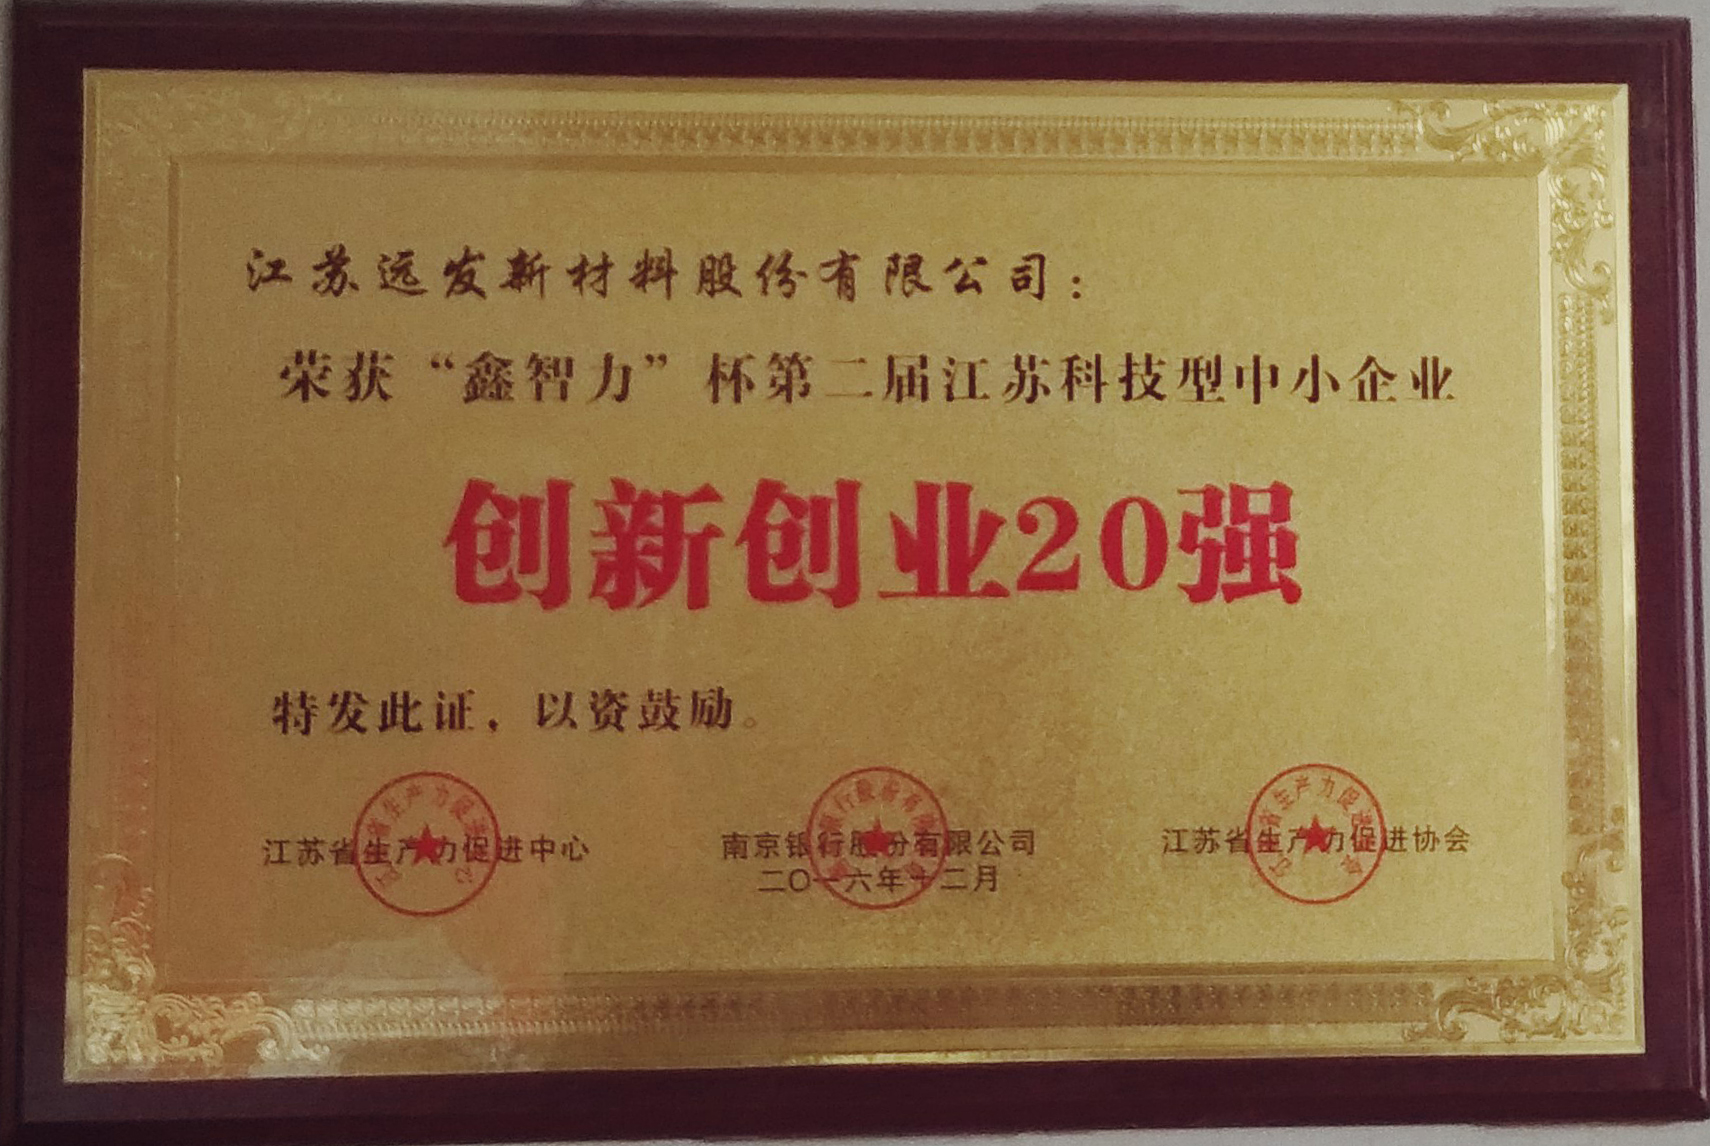 江苏远发新材料股份有限公司：
荣获“鑫智力”杯第二届江苏科技型中小企业
创新创业20强
特发此证，以资鼓励。
江苏省生产力促进中心
南京银行股份有限公司
江苏省生产力促进协会
二〇一六年十二月